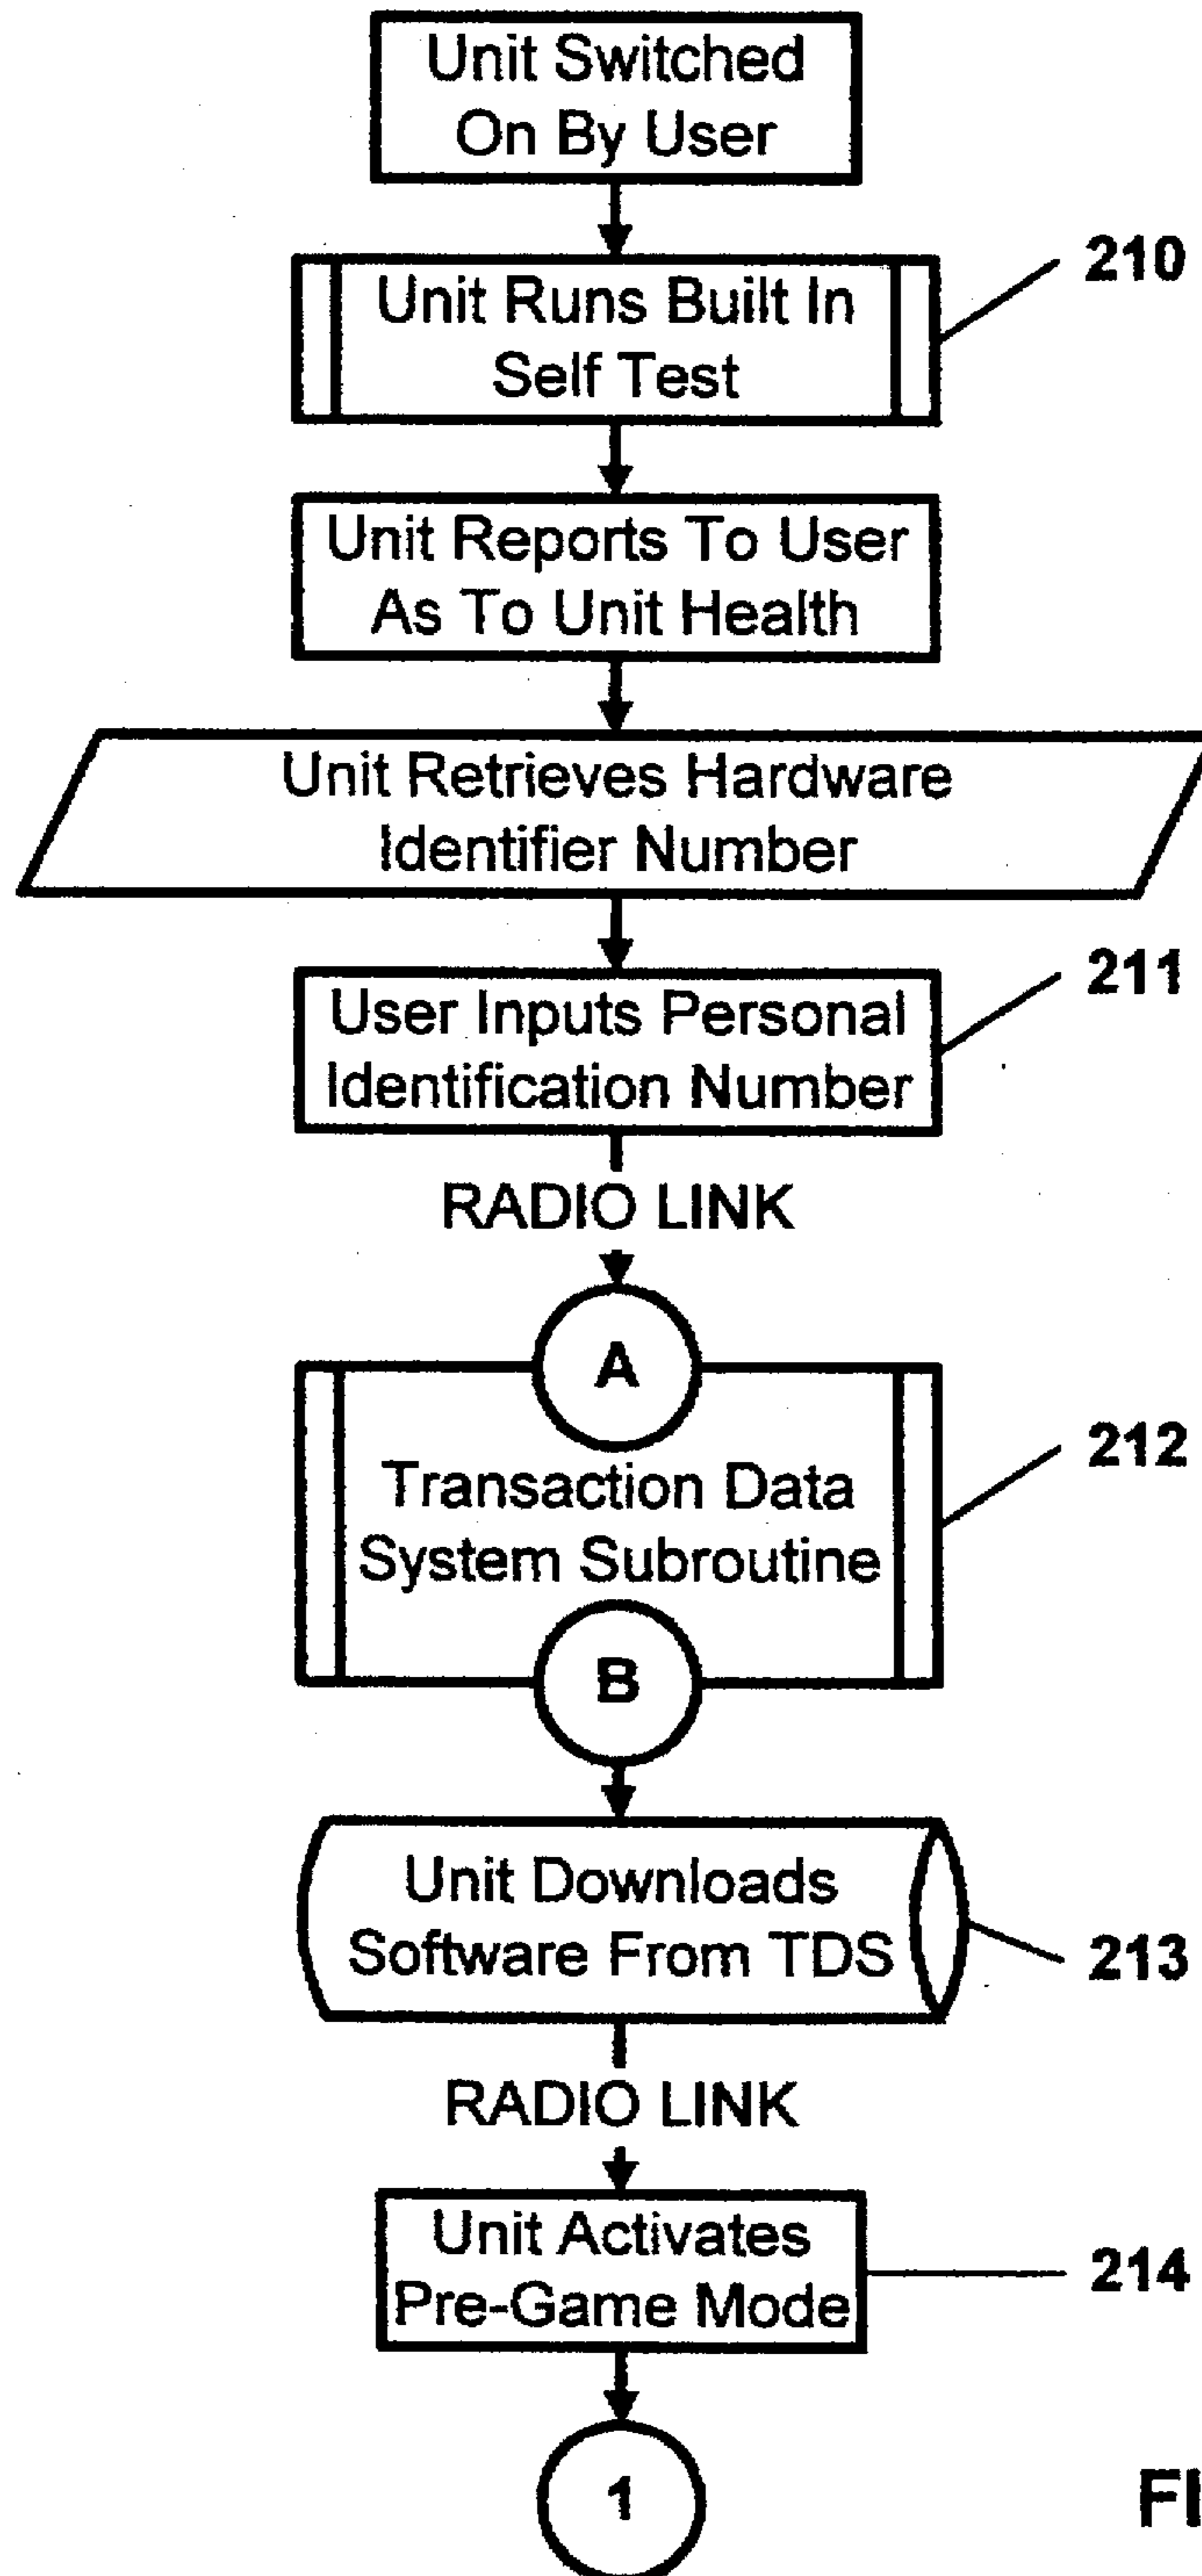 Unit Switched
On By User
210
Unit Runs Built In
Self Test
Unit Reports To User
As To Unit Health
Unit Retrieves Hardware
Identifier Number
211
User Inputs Personal
Identification Number
RADIO LINK
A
212
Transaction Data
System Subroutine
B
Unit Downloads
Software From TDS
213
RADIO LINK
Unit Activates
Pre-Game Mode
214
1